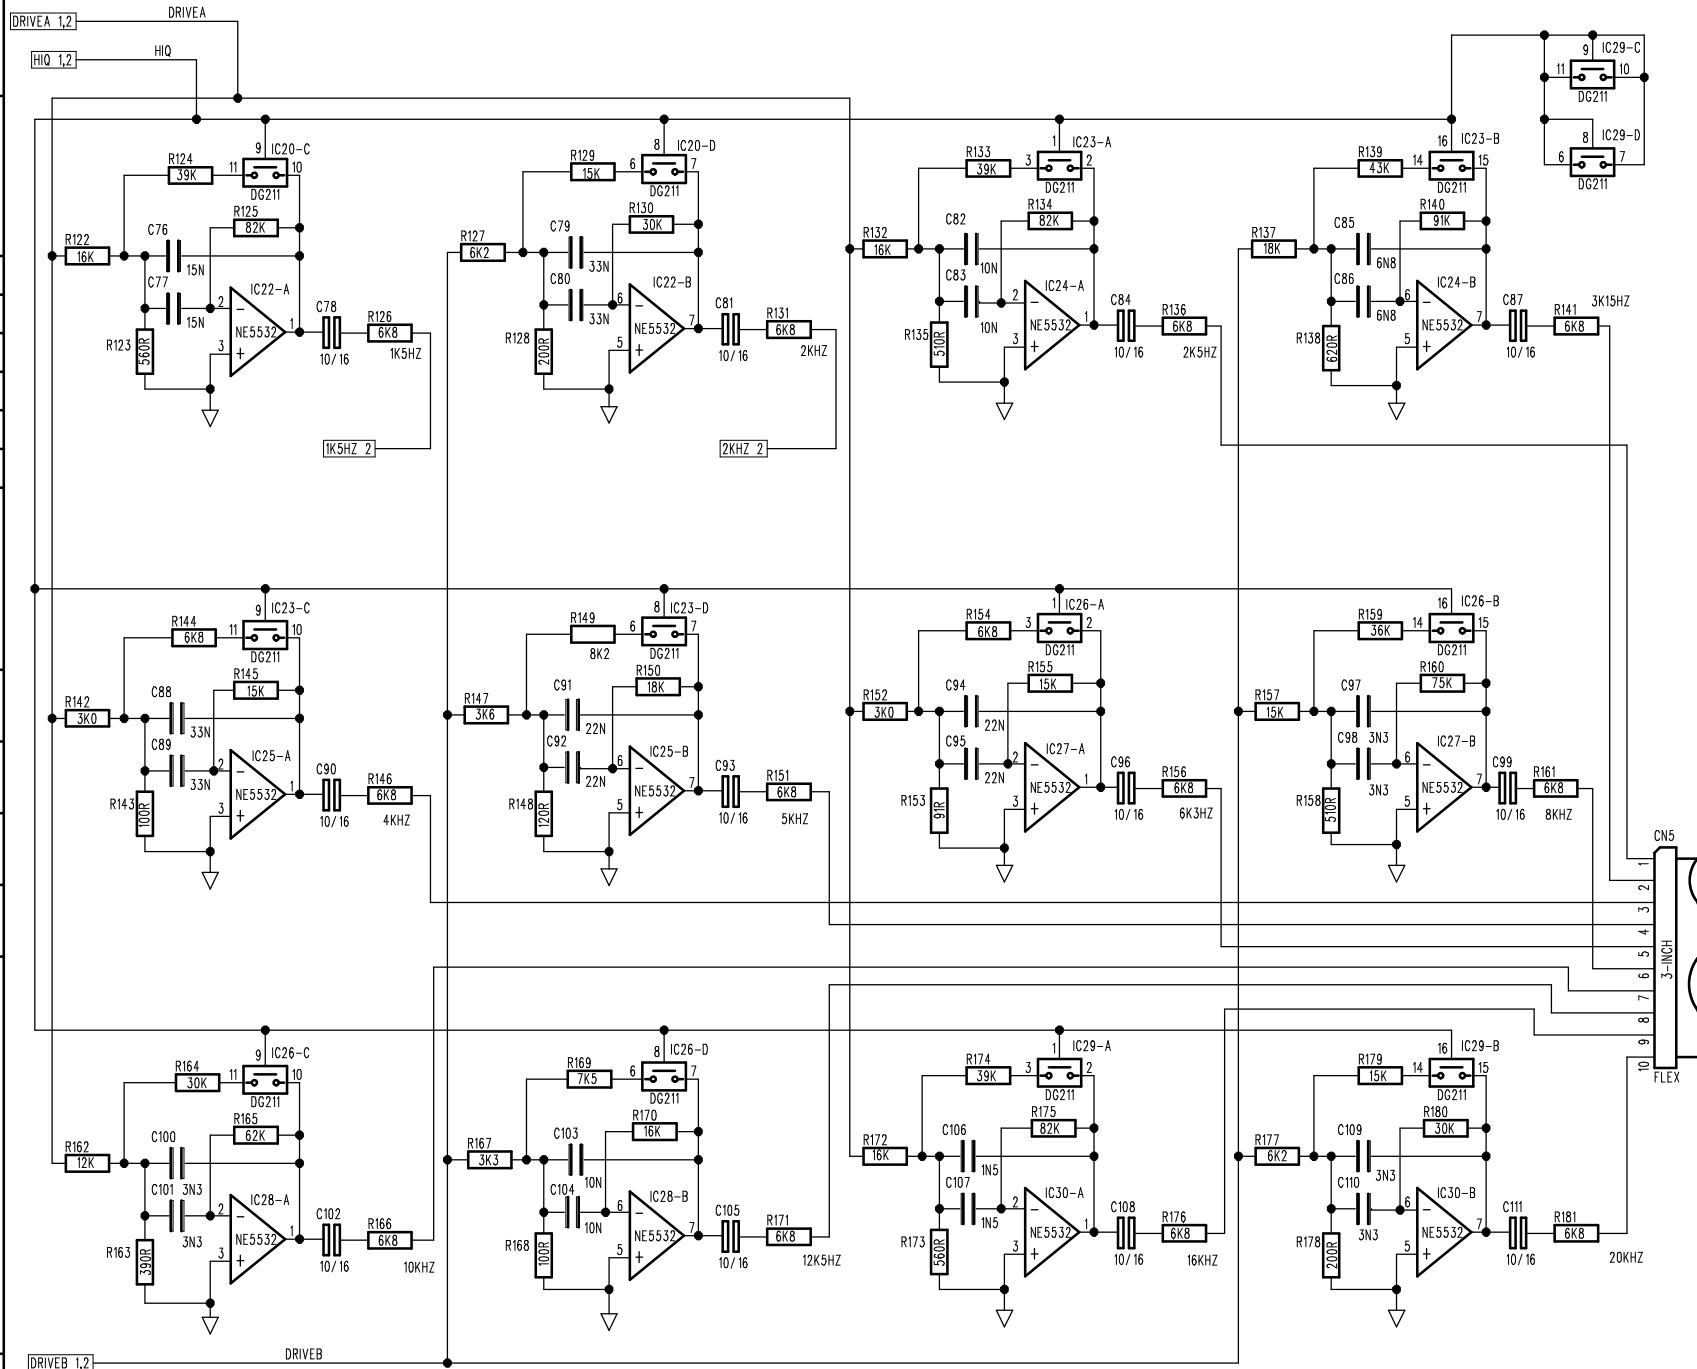 DRIVEA 1,2
DRIVEA
HIQ 1,2
HIQ
9
IC29-C
11
10
DG211
8
IC29-D
6
7
DG211
9
IC20-C
R124
39K
11
10
DG211
R125
82K
R122
16K
C76
15N
C77
15N
IC22-A
2
−
NE5532
1
3
+
R123
560R
C78
10/16
R126
6K8
1K5HZ
1K5HZ 2
8
IC20-D
R129
15K
6
7
DG211
R130
30K
R127
6K2
C79
33N
C80
33N
IC22-B
6
−
NE5532
7
5
+
R128
200R
C81
10/16
R131
6K8
2KHZ
2KHZ 2
1
IC23-A
R133
39K
3
2
DG211
R134
82K
R132
16K
C82
10N
C83
10N
IC24-A
2
−
NE5532
1
3
+
R135
510R
C84
10/16
R136
6K8
2K5HZ
16
IC23-B
R139
43K
14
15
DG211
R140
91K
R137
18K
C85
6N8
C86
6N8
IC24-B
6
−
NE5532
7
5
+
R138
620R
C87
10/16
R141
6K8
3K15HZ
9
IC23-C
R144
6K8
11
10
DG211
R145
15K
R142
3K0
C88
33N
C89
33N
IC25-A
2
−
NE5532
1
3
+
R143
100R
C90
10/16
R146
6K8
4KHZ
8
IC23-D
R149
8K2
6
7
DG211
R150
18K
R147
3K6
C91
22N
C92
22N
IC25-B
6
−
NE5532
7
5
+
R148
120R
C93
10/16
R151
6K8
5KHZ
1
IC26-A
R154
6K8
3
2
DG211
R155
15K
R152
3K0
C94
22N
C95
22N
IC27-A
2
−
NE5532
1
3
+
R153
91R
C96
10/16
R156
6K8
6K3HZ
16
IC26-B
R159
36K
14
15
DG211
R160
75K
R157
15K
C97
3N3
C98
3N3
IC27-B
6
−
NE5532
7
5
+
R158
510R
C99
10/16
R161
6K8
8KHZ
CN5
1
2
3
4
5
6
7
8
9
10
3-INCH
FLEX
9
IC26-C
R164
30K
11
10
DG211
R165
62K
R162
12K
C100
3N3
C101
3N3
IC28-A
2
−
NE5532
1
3
+
R163
390R
C102
10/16
R166
6K8
10KHZ
8
IC26-D
R169
7K5
6
7
DG211
R170
16K
R167
3K3
C103
10N
C104
10N
IC28-B
6
−
NE5532
7
5
+
R168
100R
C105
10/16
R171
6K8
12K5HZ
1
IC29-A
R174
39K
3
2
DG211
R175
82K
R172
16K
C106
1N5
C107
1N5
IC30-A
2
−
NE5532
1
3
+
R173
560R
C108
10/16
R176
6K8
16KHZ
16
IC29-B
R179
15K
14
15
DG211
R180
30K
R177
6K2
C109
3N3
C110
3N3
IC30-B
6
−
NE5532
7
5
+
R178
200R
C111
10/16
R181
6K8
20KHZ
DRIVEB 1,2
DRIVEB